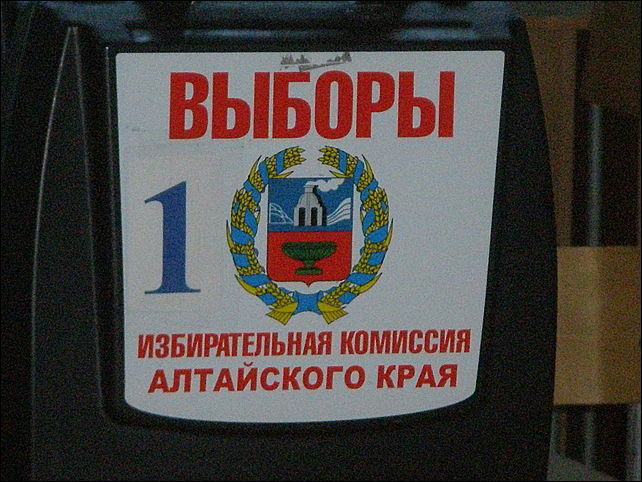 ВЫБОРЫ
1
ИЗБИРАТЕЛЬНАЯ КОМИССИЯ
АЛТАЙСКОГО КРАЯ